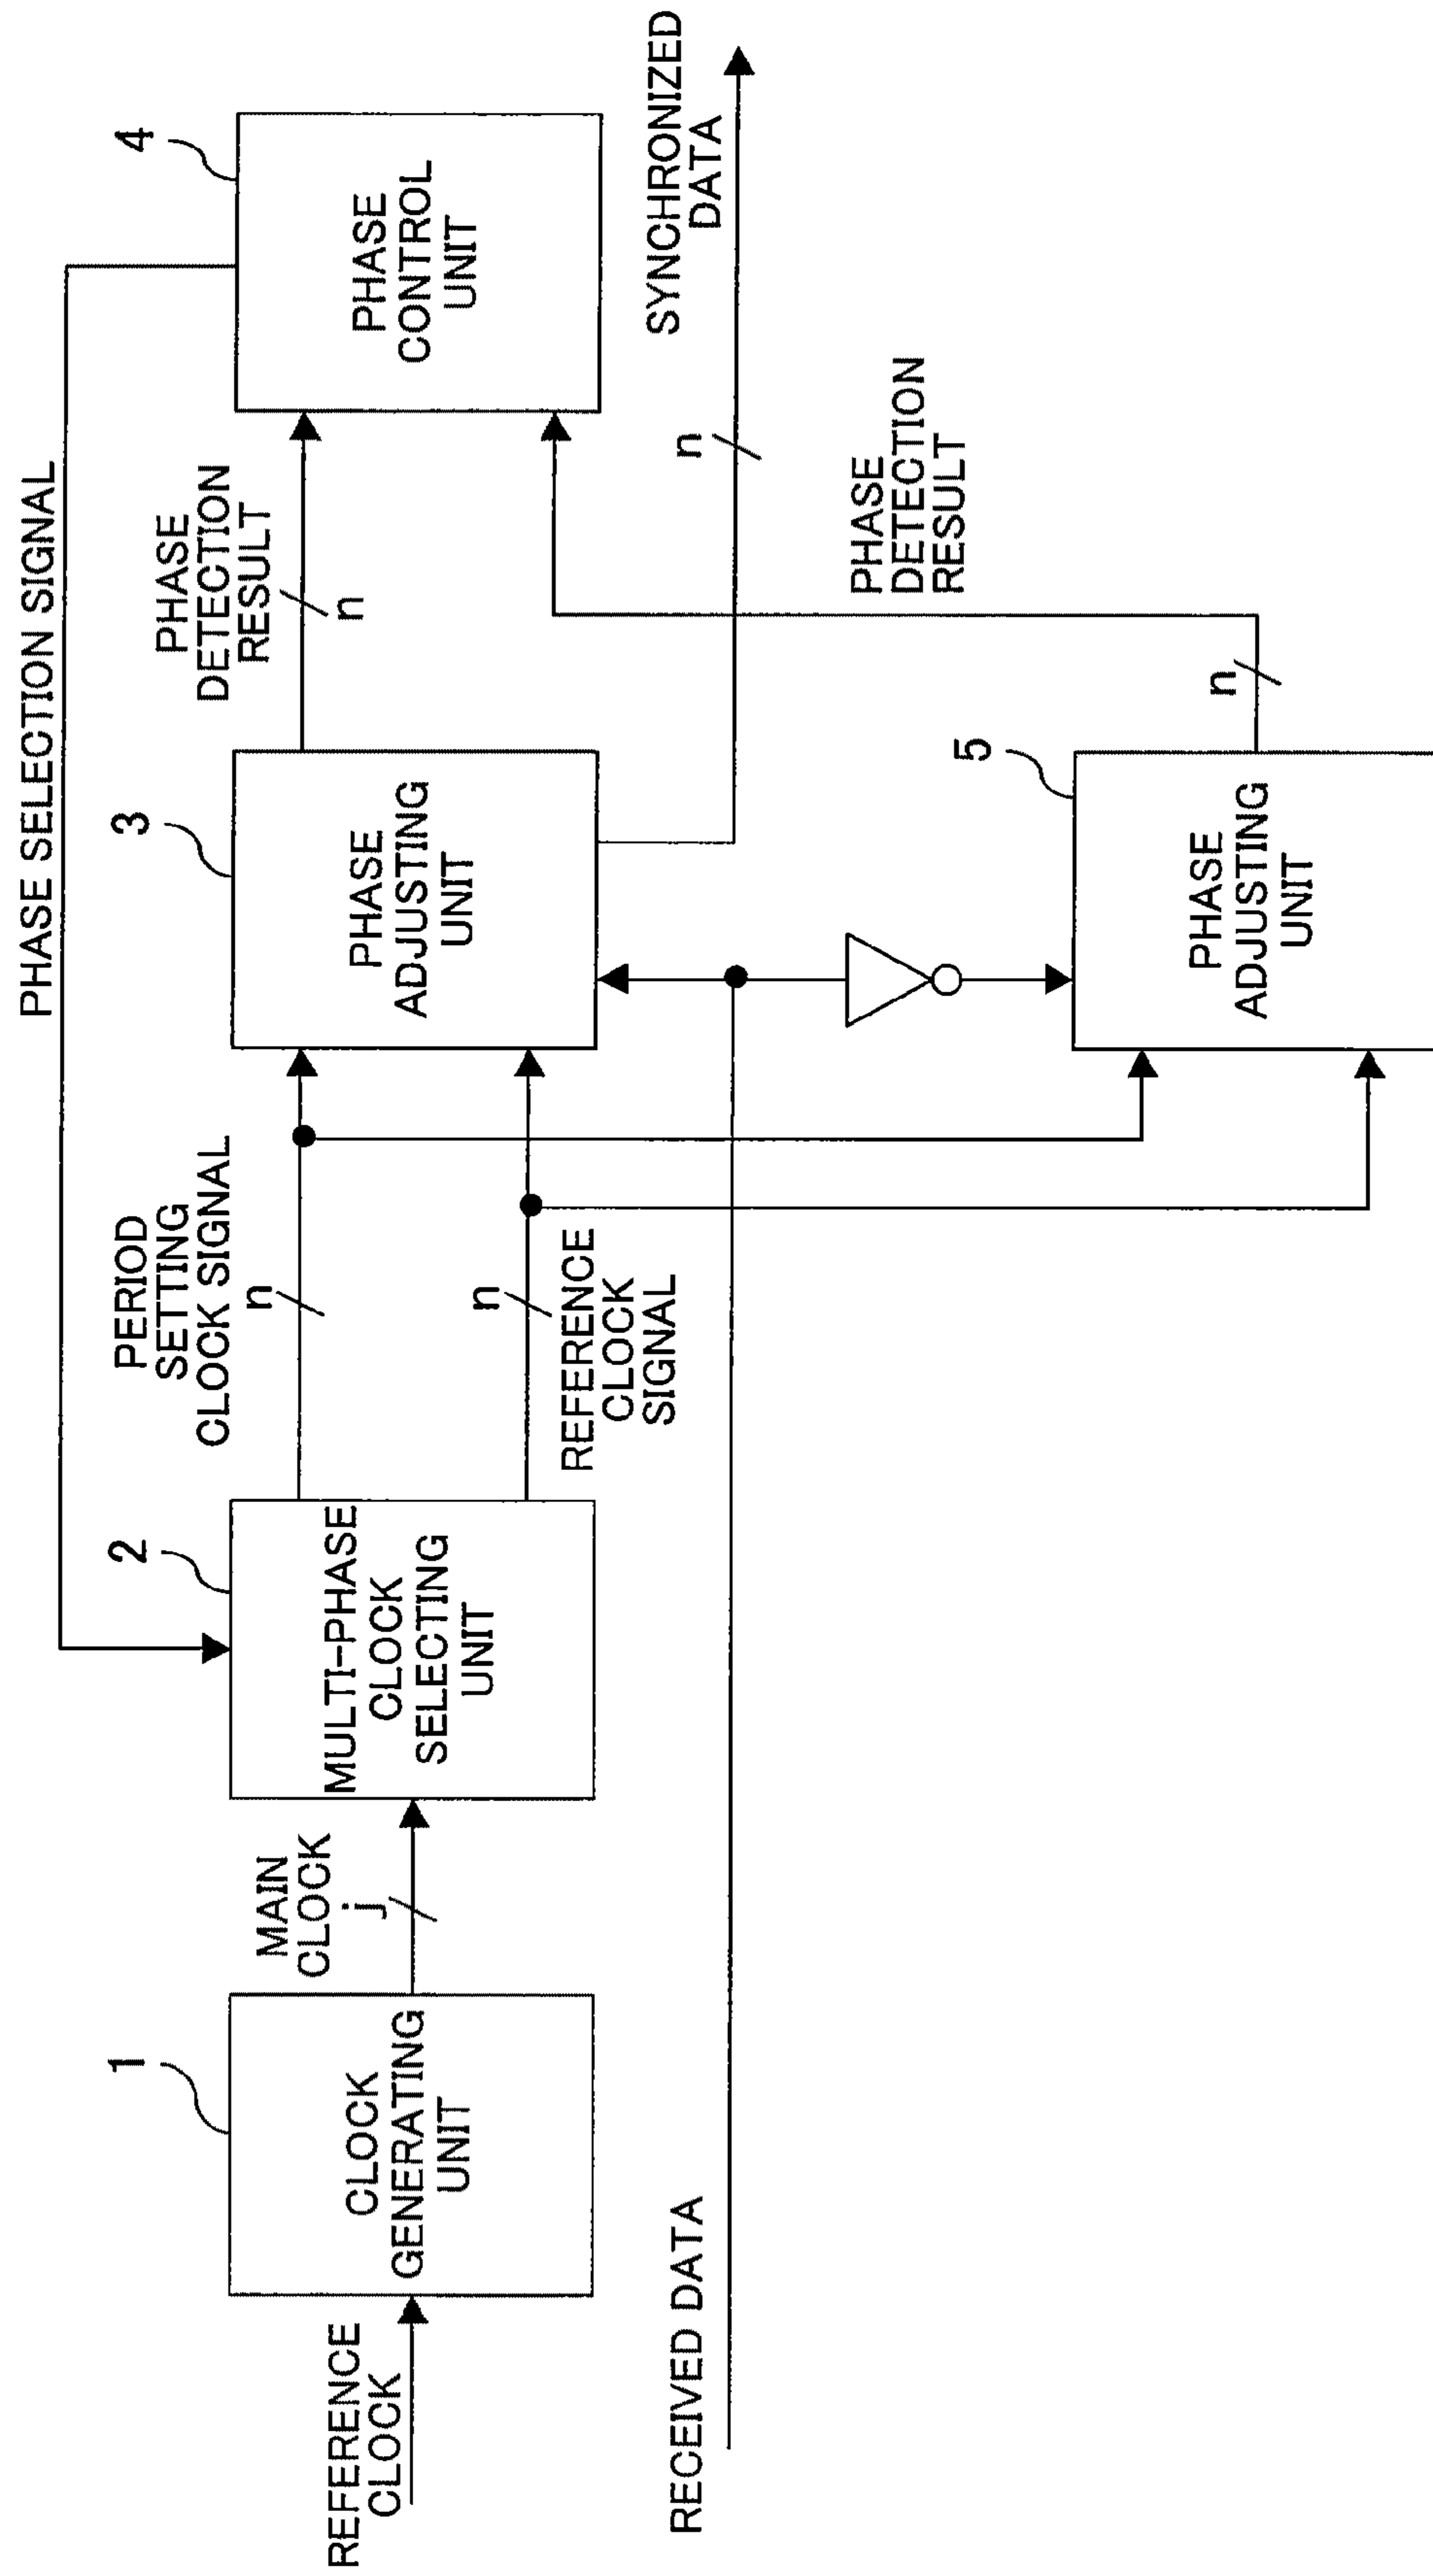 PHASE SELECTION SIGNAL
1
2
3
4
REFERENCE
CLOCK
CLOCK
GENERATING
UNIT
MAIN
CLOCK
j
MULTI-PHASE
CLOCK
SELECTING
UNIT
PERIOD
SETTING
CLOCK SIGNAL
n
n
REFERENCE
CLOCK
SIGNAL
PHASE
ADJUSTING
UNIT
PHASE
DETECTION
RESULT
n
PHASE
CONTROL
UNIT
RECEIVED DATA
n
SYNCHRONIZED
DATA
5
PHASE
ADJUSTING
UNIT
n
PHASE
DETECTION
RESULT